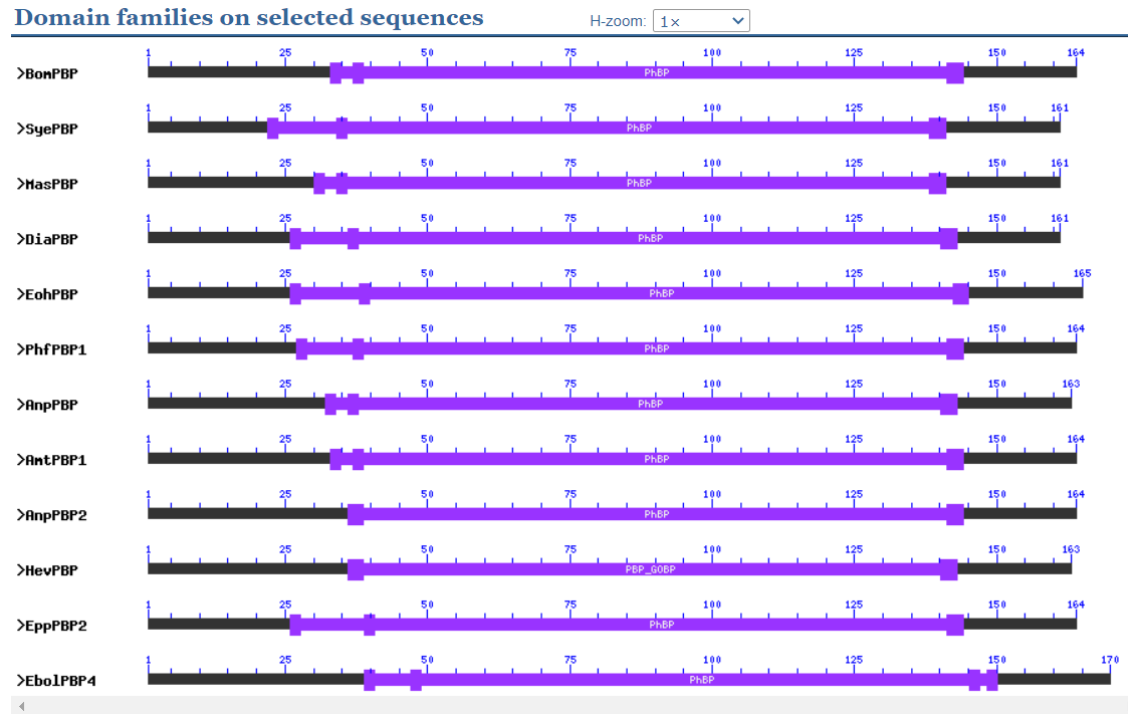 Domain families on selected sequences H-zoom: 1×
1 25 50 75 100 125 150 164
>BomPBP PhBP
1 25 50 75 100 125 150 161
>SyePBP PhBP
1 25 50 75 100 125 150 161
>MasPBP PhBP
1 25 50 75 100 125 150 161
>DiaPBP PhBP
1 25 50 75 100 125 150 165
>EohPBP PhBP
1 25 50 75 100 125 150 164
>PhfPBP1 PhBP
1 25 50 75 100 125 150 163
>AnpPBP PhBP
1 25 50 75 100 125 150 164
>AmtPBP1 PhBP
1 25 50 75 100 125 150 164
>AnpPBP2 PhBP
1 25 50 75 100 125 150 163
>HevPBP PBP_GOBP
1 25 50 75 100 125 150 164
>EppPBP2 PhBP
1 25 50 75 100 125 150 170
>EbolPBP4 PhBP